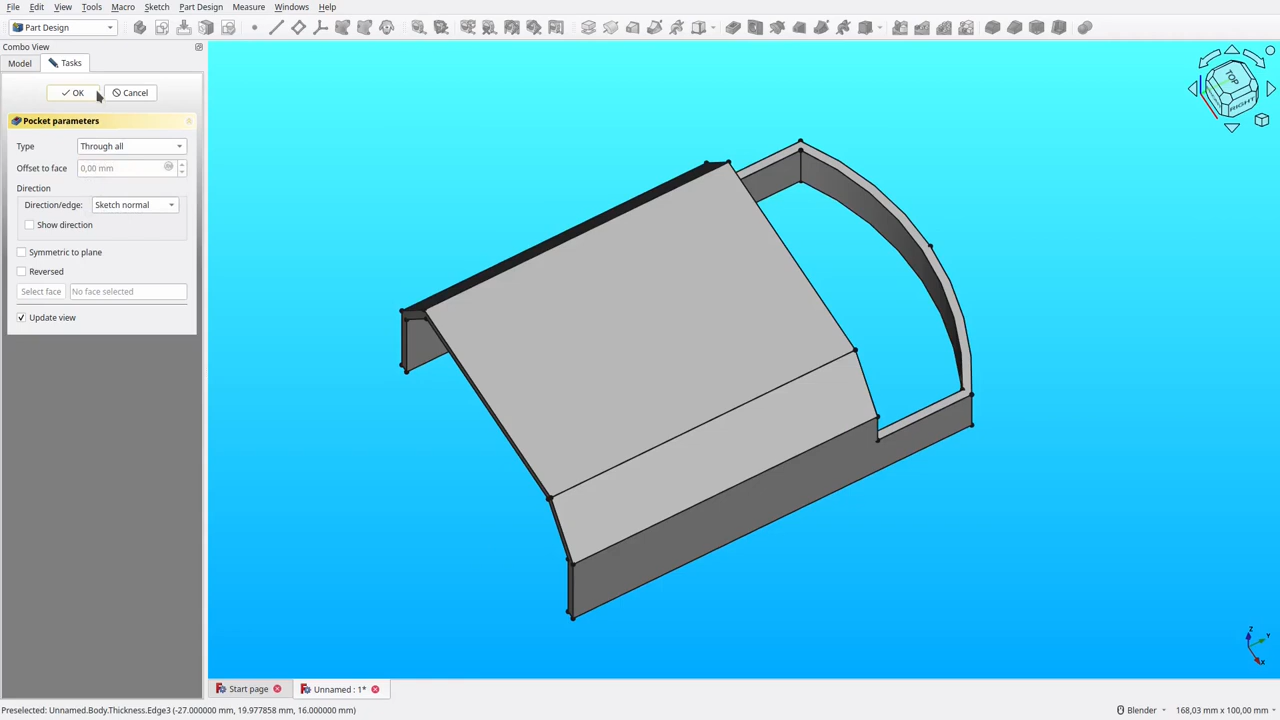 File Edit View Tools Macro Sketch Part Design Measure Windows Help
Part Design
Combo View
Model Tasks
OK Cancel
Pocket parameters
Type Through all
Offset to face 0,00 mm
Direction
Direction/edge: Sketch normal
Show direction
Symmetric to plane
Reversed
Select face No face selected
Update view
TOP
RIGHT
Z
Y
X
Start page Unnamed : 1*
Preselected: Unnamed.Body.Thickness.Edge3 (-27.000000 mm, 19.977858 mm, 16.000000 mm) Blender 168,03 mm x 100,00 mm